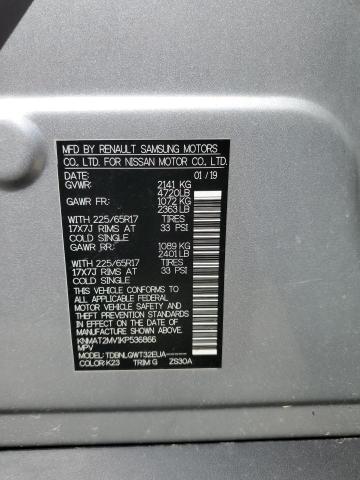 MFD BY RENAULT SAMSUNG MOTORS
CO., LTD. FOR NISSAN MOTOR CO., LTD.
DATE: 01/19
GVWR: 2141 KG
4720LB
GAWR FR: 1072 KG
2363LB
WITH 225/65R17 TIRES
17X7J RIMS AT 33 PSI
COLD SINGLE
GAWR RR: 1089 KG
2401LB
WITH 225/65R17 TIRES
17X7J RIMS AT 33 PSI
COLD SINGLE
THIS VEHICLE CONFORMS TO ALL
APPLICABLE FEDERAL MOTOR
VEHICLE SAFETY AND
THEFT PREVENTION STANDARDS
IN EFFECT ON THE DATE OF
MANUFACTURE SHOWN ABOVE.
KNMAT2MV1KP536866
MPV
MODEL: TDBNLGWT32EUA-----
COLOR: K23 TRIM: G ZS30A